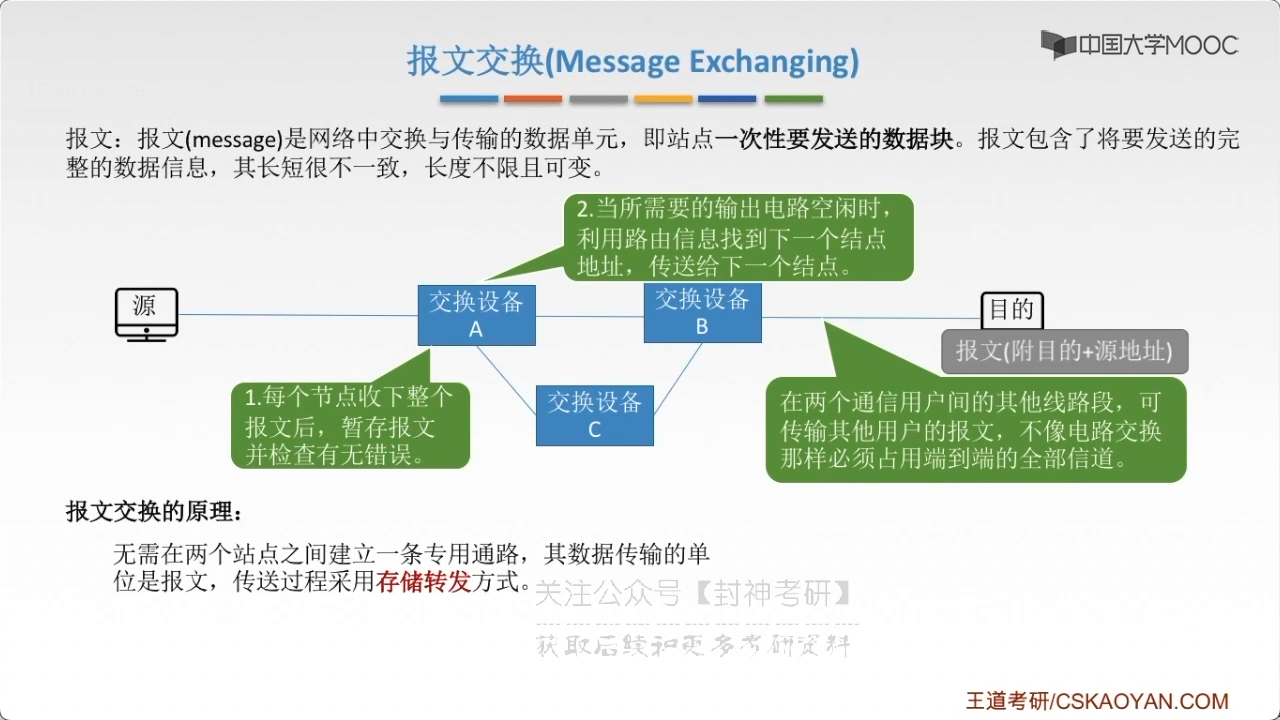 报文交换(Message Exchanging)
中国大学MOOC
报文：报文(message)是网络中交换与传输的数据单元，即站点一次性要发送的数据块。报文包含了将要发送的完
整的数据信息，其长短很不一致，长度不限且可变。
2.当所需要的输出电路空闲时，
利用路由信息找到下一个结点
地址，传送给下一个结点。
源
交换设备
A
交换设备
B
目的
报文(附目的+源地址)
1.每个节点收下整个
报文后，暂存报文
并检查有无错误。
交换设备
C
在两个通信用户间的其他线路段，可
传输其他用户的报文，不像电路交换
那样必须占用端到端的全部信道。
报文交换的原理：
无需在两个站点之间建立一条专用通路，其数据传输的单
位是报文，传送过程采用存储转发方式。
关注公众号【封神考研】
获取后续和更多考研资料
王道考研/CSKAOYAN.COM